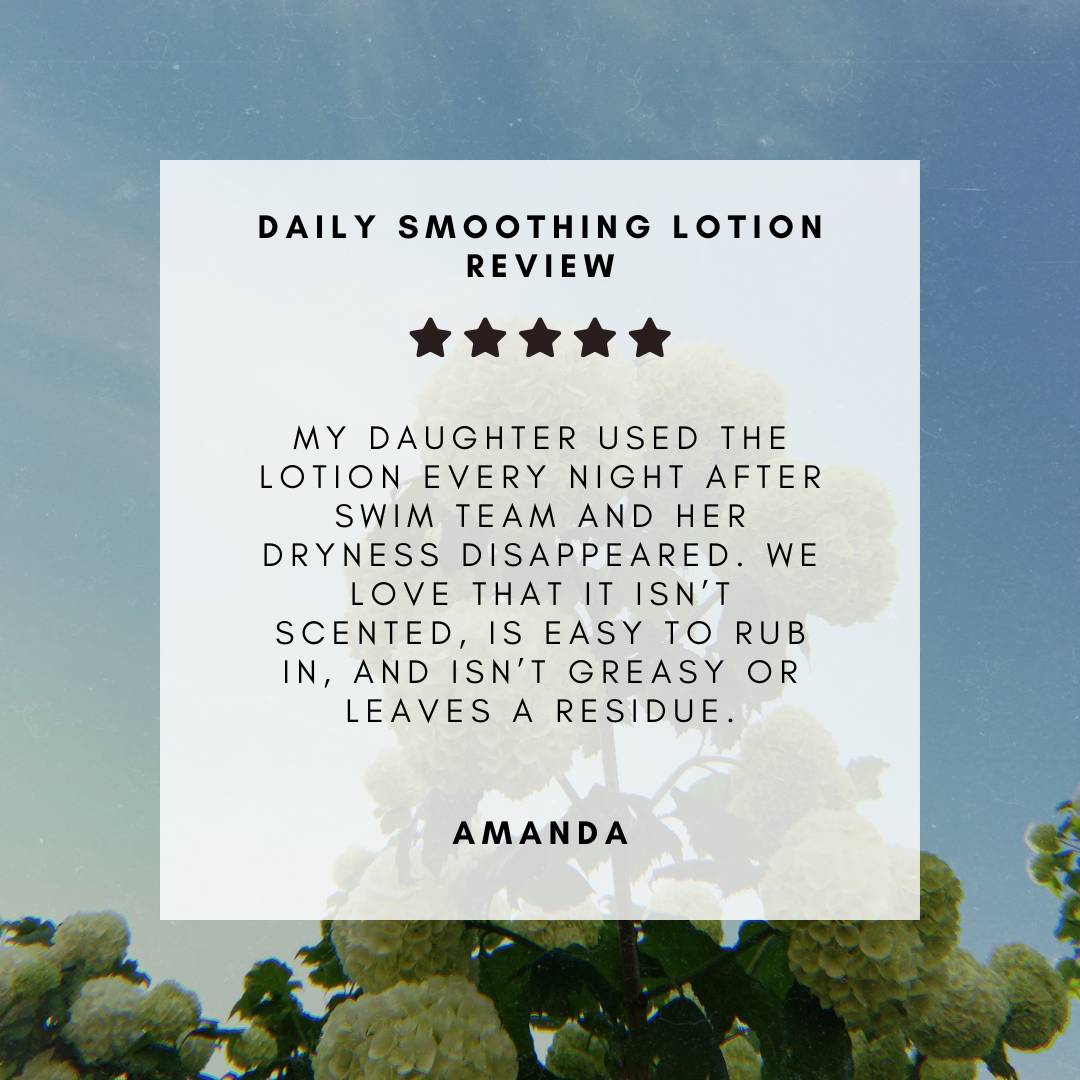 DAILY SMOOTHING LOTION
REVIEW
MY DAUGHTER USED THE
LOTION EVERY NIGHT AFTER
SWIM TEAM AND HER
DRYNESS DISAPPEARED. WE
LOVE THAT IT ISN’T
SCENTED, IS EASY TO RUB
IN, AND ISN’T GREASY OR
LEAVES A RESIDUE.
AMANDA